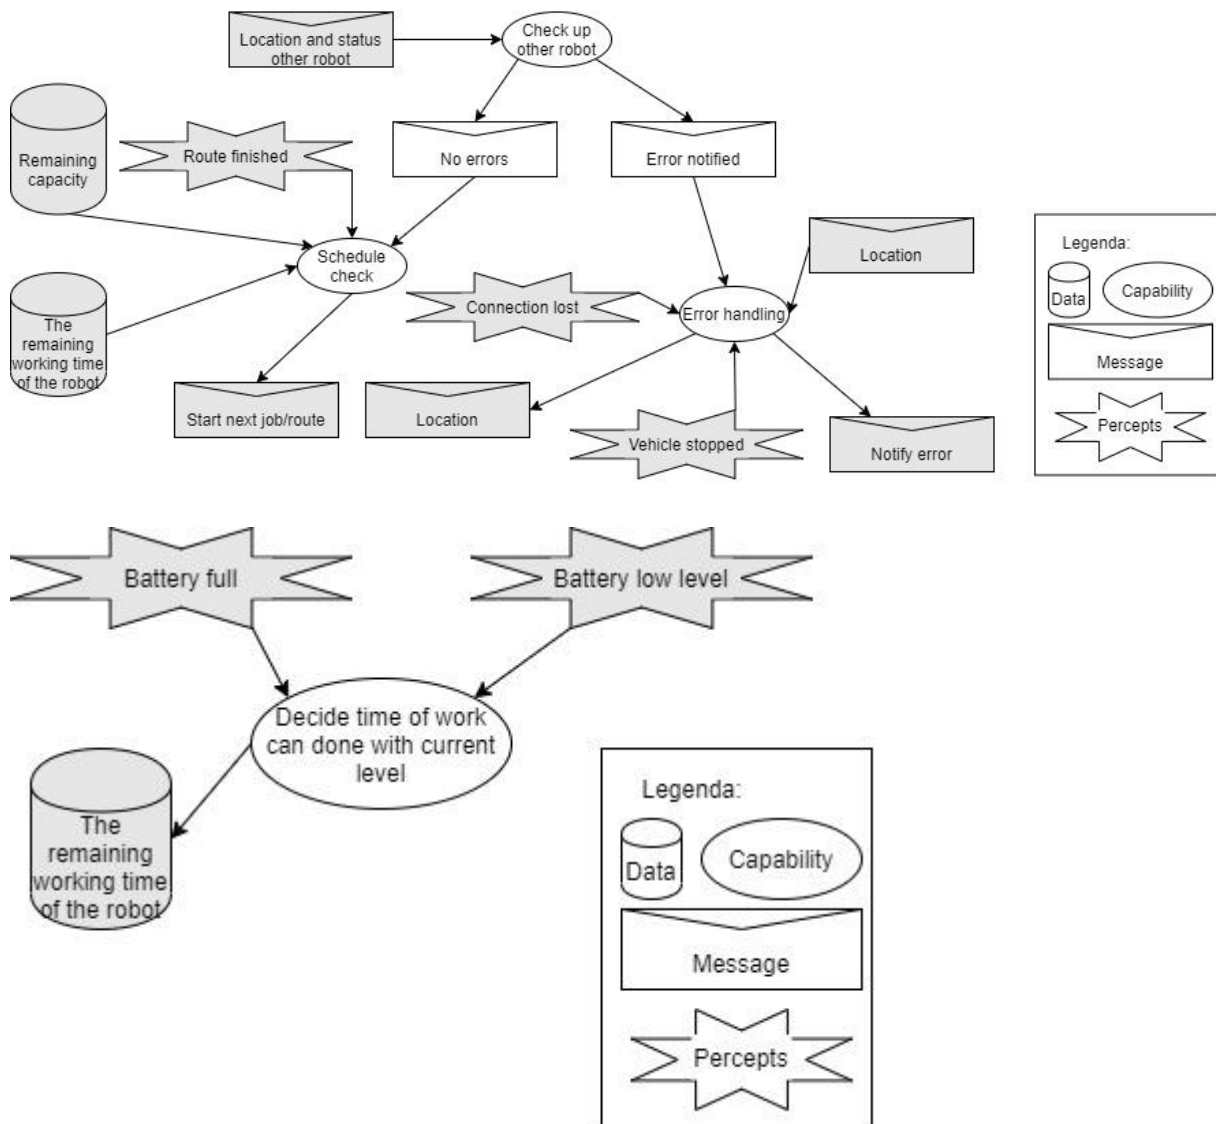 Location and status
other robot
Check up
other robot
Remaining
capacity
Route finished
No errors
Error notified
Schedule
check
Location
Connection lost
Error handling
The
remaining
working time
of the robot
Start next job/route
Location
Vehicle stopped
Notify error
Legenda:
Data
Capability
Message
Percepts
Battery full
Battery low level
Decide time of work
can done with current
level
The
remaining
working time
of the robot
Legenda:
Data
Capability
Message
Percepts